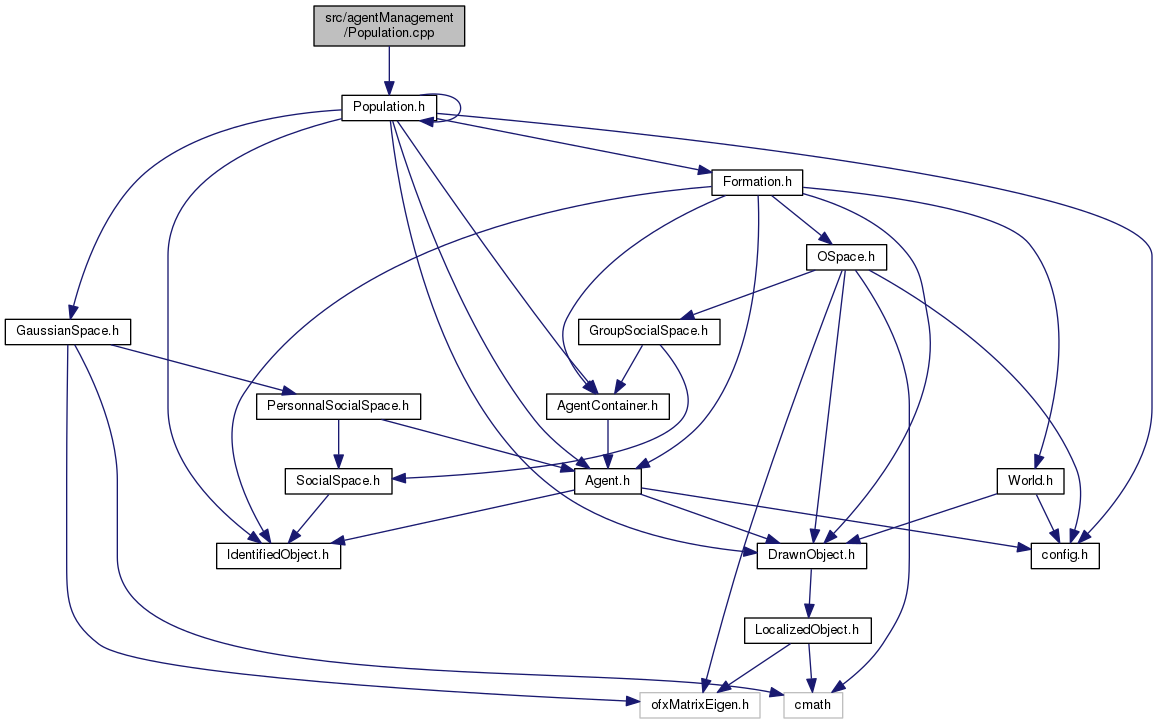 src/agentManagement
/Population.cpp
Population.h
Formation.h
OSpace.h
GaussianSpace.h
GroupSocialSpace.h
PersonnalSocialSpace.h
AgentContainer.h
SocialSpace.h
Agent.h
World.h
IdentifiedObject.h
DrawnObject.h
config.h
LocalizedObject.h
ofxMatrixEigen.h
cmath